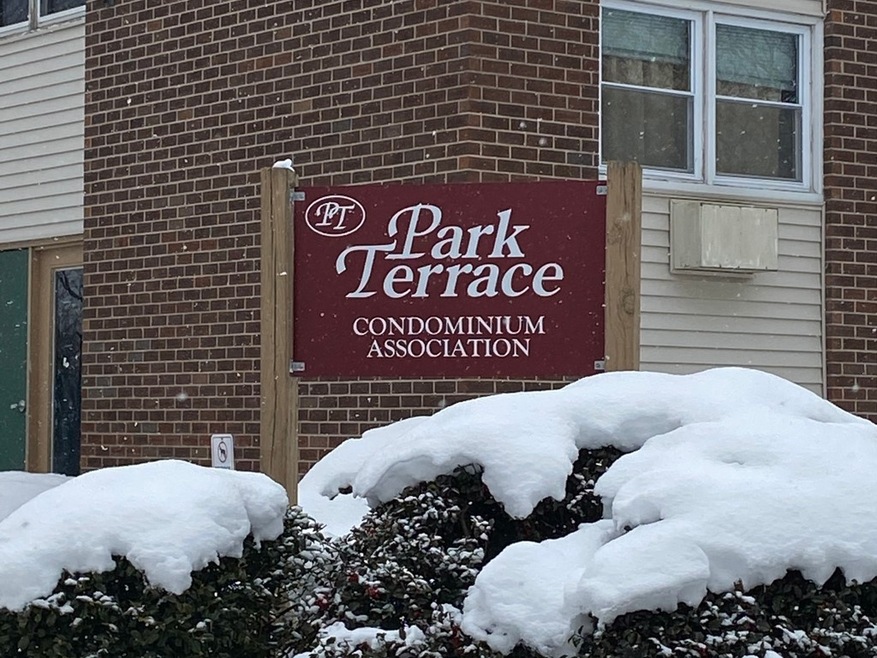 PT
Park
Terrace
CONDOMINIUM
ASSOCIATION